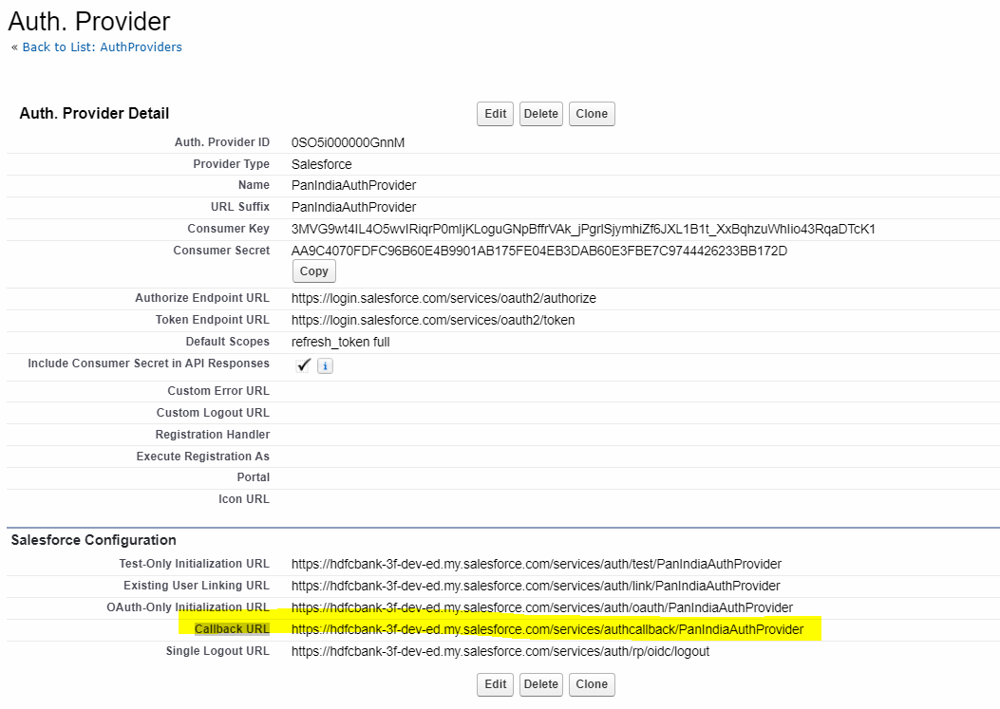 Auth. Provider
« Back to List: AuthProviders
Auth. Provider Detail Edit Delete Clone
Auth. Provider ID 0SO5i000000GnnM
Provider Type Salesforce
Name PanIndiaAuthProvider
URL Suffix PanIndiaAuthProvider
Consumer Key
Consumer Secret AA9C4070FDFC96B60E4B9901AB175FE04EB3DAB60E3FBE7C9744426233BB172D
Copy
Authorize Endpoint URL https://login.salesforce.com/services/oauth2/authorize
Token Endpoint URL https://login.salesforce.com/services/oauth2/token
Default Scopes refresh_token full
Include Consumer Secret in API Responses ✓ i
Custom Error URL
Custom Logout URL
Registration Handler
Execute Registration As
Portal
Icon URL
Salesforce Configuration
Test-Only Initialization URL https://hdfcbank-3f-dev-ed.my.salesforce.com/services/auth/test/PanIndiaAuthProvider
Existing User Linking URL https://hdfcbank-3f-dev-ed.my.salesforce.com/services/auth/link/PanIndiaAuthProvider
OAuth-Only Initialization URL https://hdfcbank-3f-dev-ed.my.salesforce.com/services/auth/oauth/PanIndiaAuthProvider
Callback URL https://hdfcbank-3f-dev-ed.my.salesforce.com/services/authcallback/PanIndiaAuthProvider
Single Logout URL https://hdfcbank-3f-dev-ed.my.salesforce.com/services/auth/rp/oidc/logout
Edit Delete Clone